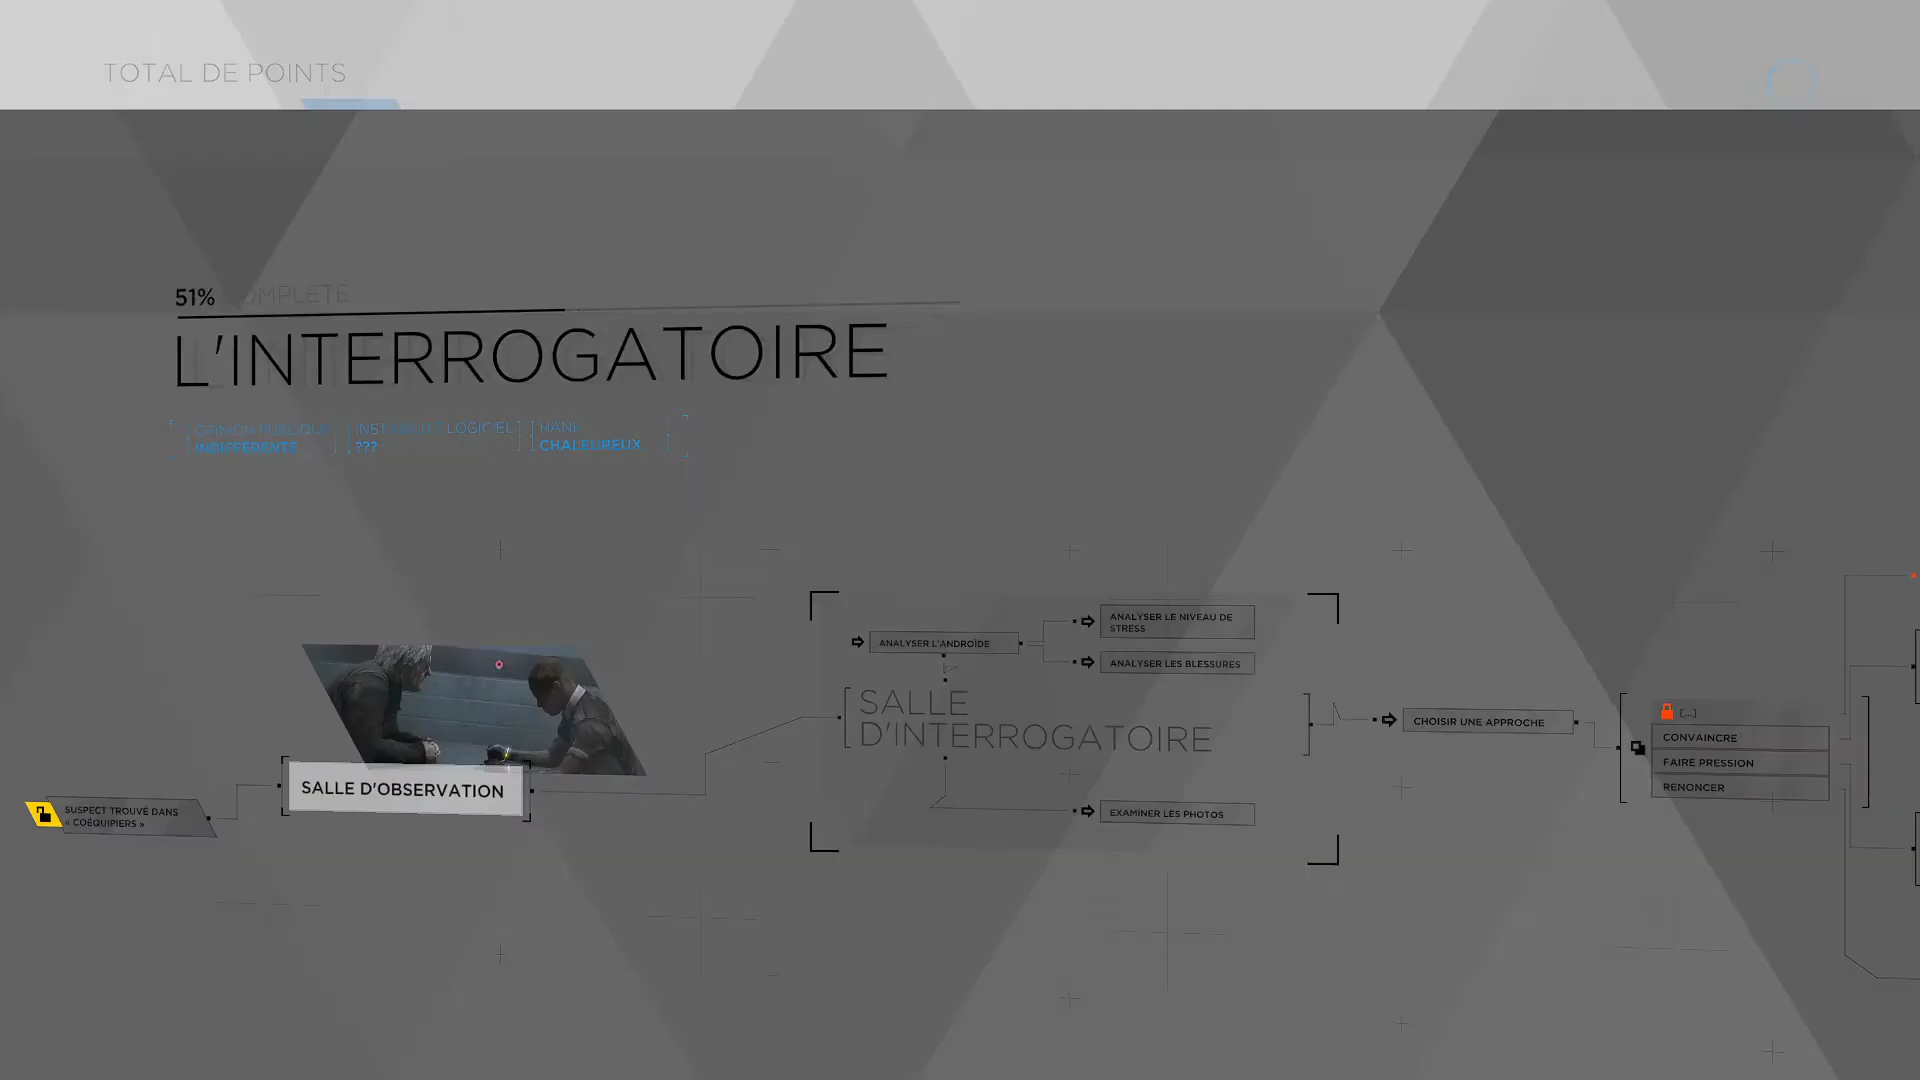 TOTAL DE POINTS
51% COMPLÉTÉ
L'INTERROGATOIRE
OPINION PUBLIQUE
INDIFFÉRENTE
INSTABILITÉ LOGICIEL
???
HANK
CHALEUREUX
ANALYSER L'ANDROÏDE
ANALYSER LE NIVEAU DE
STRESS
ANALYSER LES BLESSURES
SALLE
D'INTERROGATOIRE
EXAMINER LES PHOTOS
SUSPECT TROUVÉ DANS
« COÉQUIPIERS »
SALLE D'OBSERVATION
CHOISIR UNE APPROCHE
[...]
CONVAINCRE
FAIRE PRESSION
RENONCER